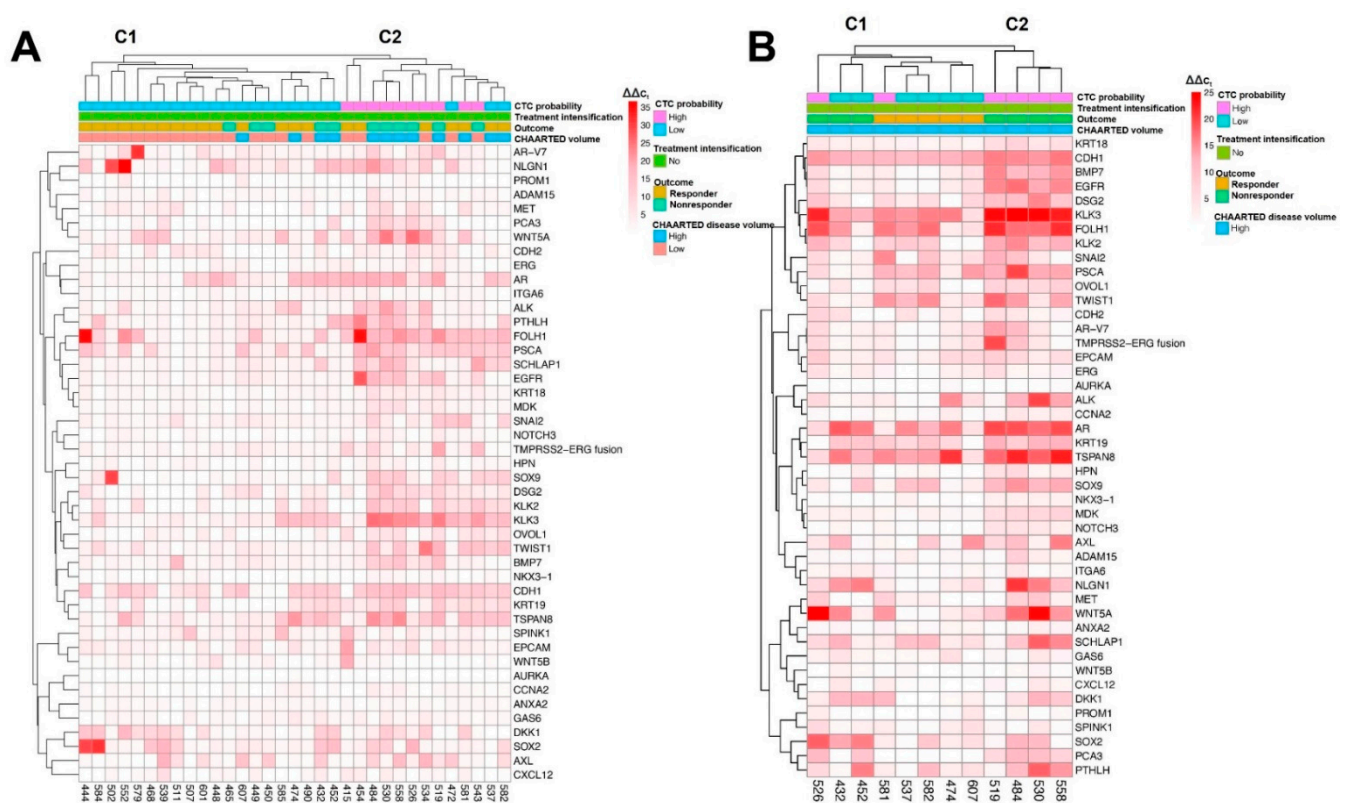 A
C1
C2
CTC probability
Treatment intensification
Outcome
CHAARTED volume
AR-V7
NLGN1
PROM1
ADAM15
MET
PCA3
WNT5A
CDH2
ERG
AR
ITGA6
ALK
PTHLH
FOLH1
PSCA
SCHLAP1
EGFR
KRT18
MDK
SNAI2
NOTCH3
TMPRSS2-ERG fusion
HPN
SOX9
DSG2
KLK2
KLK3
OVOL1
TWIST1
BMP7
NKX3-1
CDH1
KRT19
TSPAN8
SPINK1
EPCAM
WNT5B
AURKA
CCNA2
ANXA2
GAS6
DKK1
SOX2
AXL
CXCL12
444 584 502 552 579 468 539 511 507 601 448 465 607 449 450 585 474 490 432 452 415 454 484 530 558 526 534 519 472 581 543 537 582
ΔΔCt
35
30
25
20
15
10
5
CTC probability
High
Low
Treatment intensification
No
Outcome
Responder
Nonresponder
CHAARTED disease volume
High
Low
B
C1
C2
CTC probability
Treatment intensification
Outcome
CHAARTED volume
KRT18
CDH1
BMP7
EGFR
DSG2
KLK3
FOLH1
KLK2
SNAI2
PSCA
OVOL1
TWIST1
CDH2
AR-V7
TMPRSS2-ERG fusion
EPCAM
ERG
AURKA
ALK
CCNA2
AR
KRT19
TSPAN8
HPN
SOX9
NKX3-1
MDK
NOTCH3
AXL
ADAM15
ITGA6
NLGN1
MET
WNT5A
ANXA2
SCHLAP1
GAS6
WNT5B
CXCL12
DKK1
PROM1
SPINK1
SOX2
PCA3
PTHLH
526 432 452 581 537 582 474 607 519 484 530 558
ΔΔCt
25
20
15
10
5
CTC probability
High
Low
Treatment intensification
No
Outcome
Responder
Nonresponder
CHAARTED disease volume
High